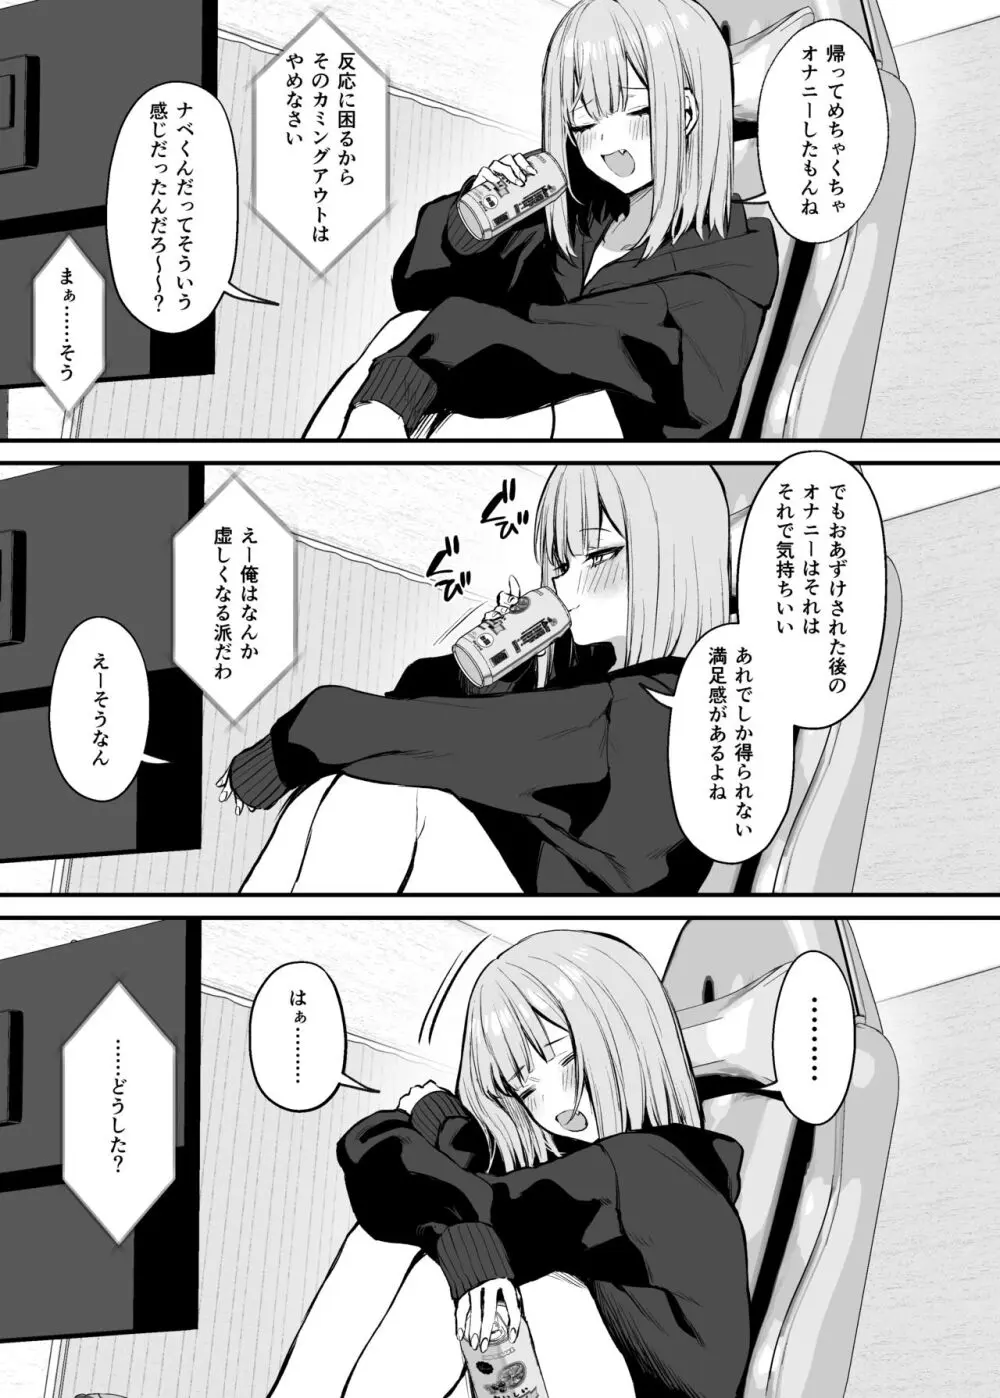 帰ってめちゃくちゃ
オナニーしたもんね
反応に困るから
そのカミングアウトは
やめなさい
ナベくんだってそういう
感じだったんだろ～～?
まぁ……そう
でもおあずけされた後の
オナニーはそれは
それで気持ちいい
あれでしか得られない
満足感があるよね
ぐび
ぐび
えー俺はなんか
虚しくなる派だわ
えーそうなん
………
はぁ………
……どうした?